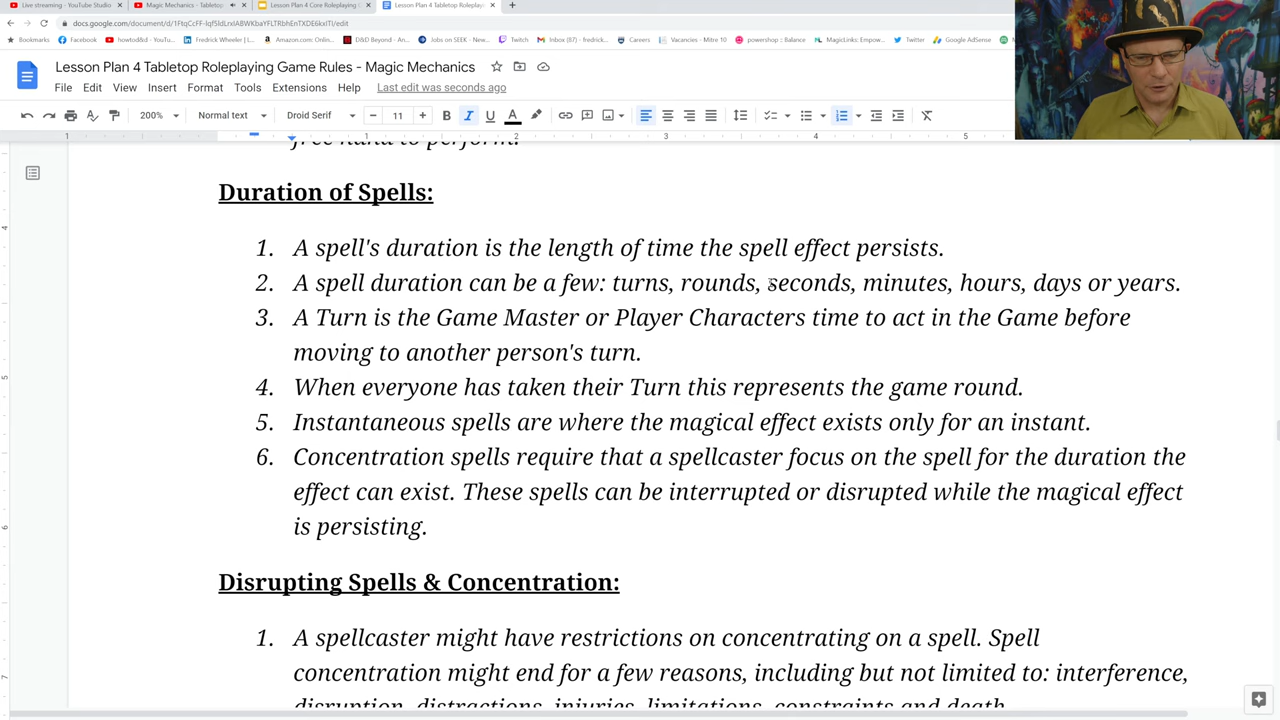 Live streaming - YouTube Studio
Magic Mechanics - Tabletop
Lesson Plan 4 Core Roleplaying
Lesson Plan 4 Tabletop Roleplay
docs.google.com/document/d/
/edit
Bookmarks
Facebook
howtod&d - YouTu...
Fredrick Wheeler | L...
Amazon.com: Onlin...
D&D Beyond - An...
Jobs on SEEK - New...
Twitch
Inbox (87) - fredrick...
Careers
Vacancies - Mitre 10
powershop :: Balance
MagicLinks: Empow...
Twitter
Google AdSense
Lesson Plan 4 Tabletop Roleplaying Game Rules - Magic Mechanics
File Edit View Insert Format Tools Extensions Help Last edit was seconds ago
200% Normal text Droid Serif 11 B I U A
1 1 2 3 4 5
free hand to perform.
Duration of Spells:
1. A spell's duration is the length of time the spell effect persists.
2. A spell duration can be a few: turns, rounds, seconds, minutes, hours, days or years.
3. A Turn is the Game Master or Player Characters time to act in the Game before
moving to another person's turn.
4. When everyone has taken their Turn this represents the game round.
5. Instantaneous spells are where the magical effect exists only for an instant.
6. Concentration spells require that a spellcaster focus on the spell for the duration the
effect can exist. These spells can be interrupted or disrupted while the magical effect
is persisting.
Disrupting Spells & Concentration:
1. A spellcaster might have restrictions on concentrating on a spell. Spell
concentration might end for a few reasons, including but not limited to: interference,
disruption, distractions, injuries, limitations, constraints and death.